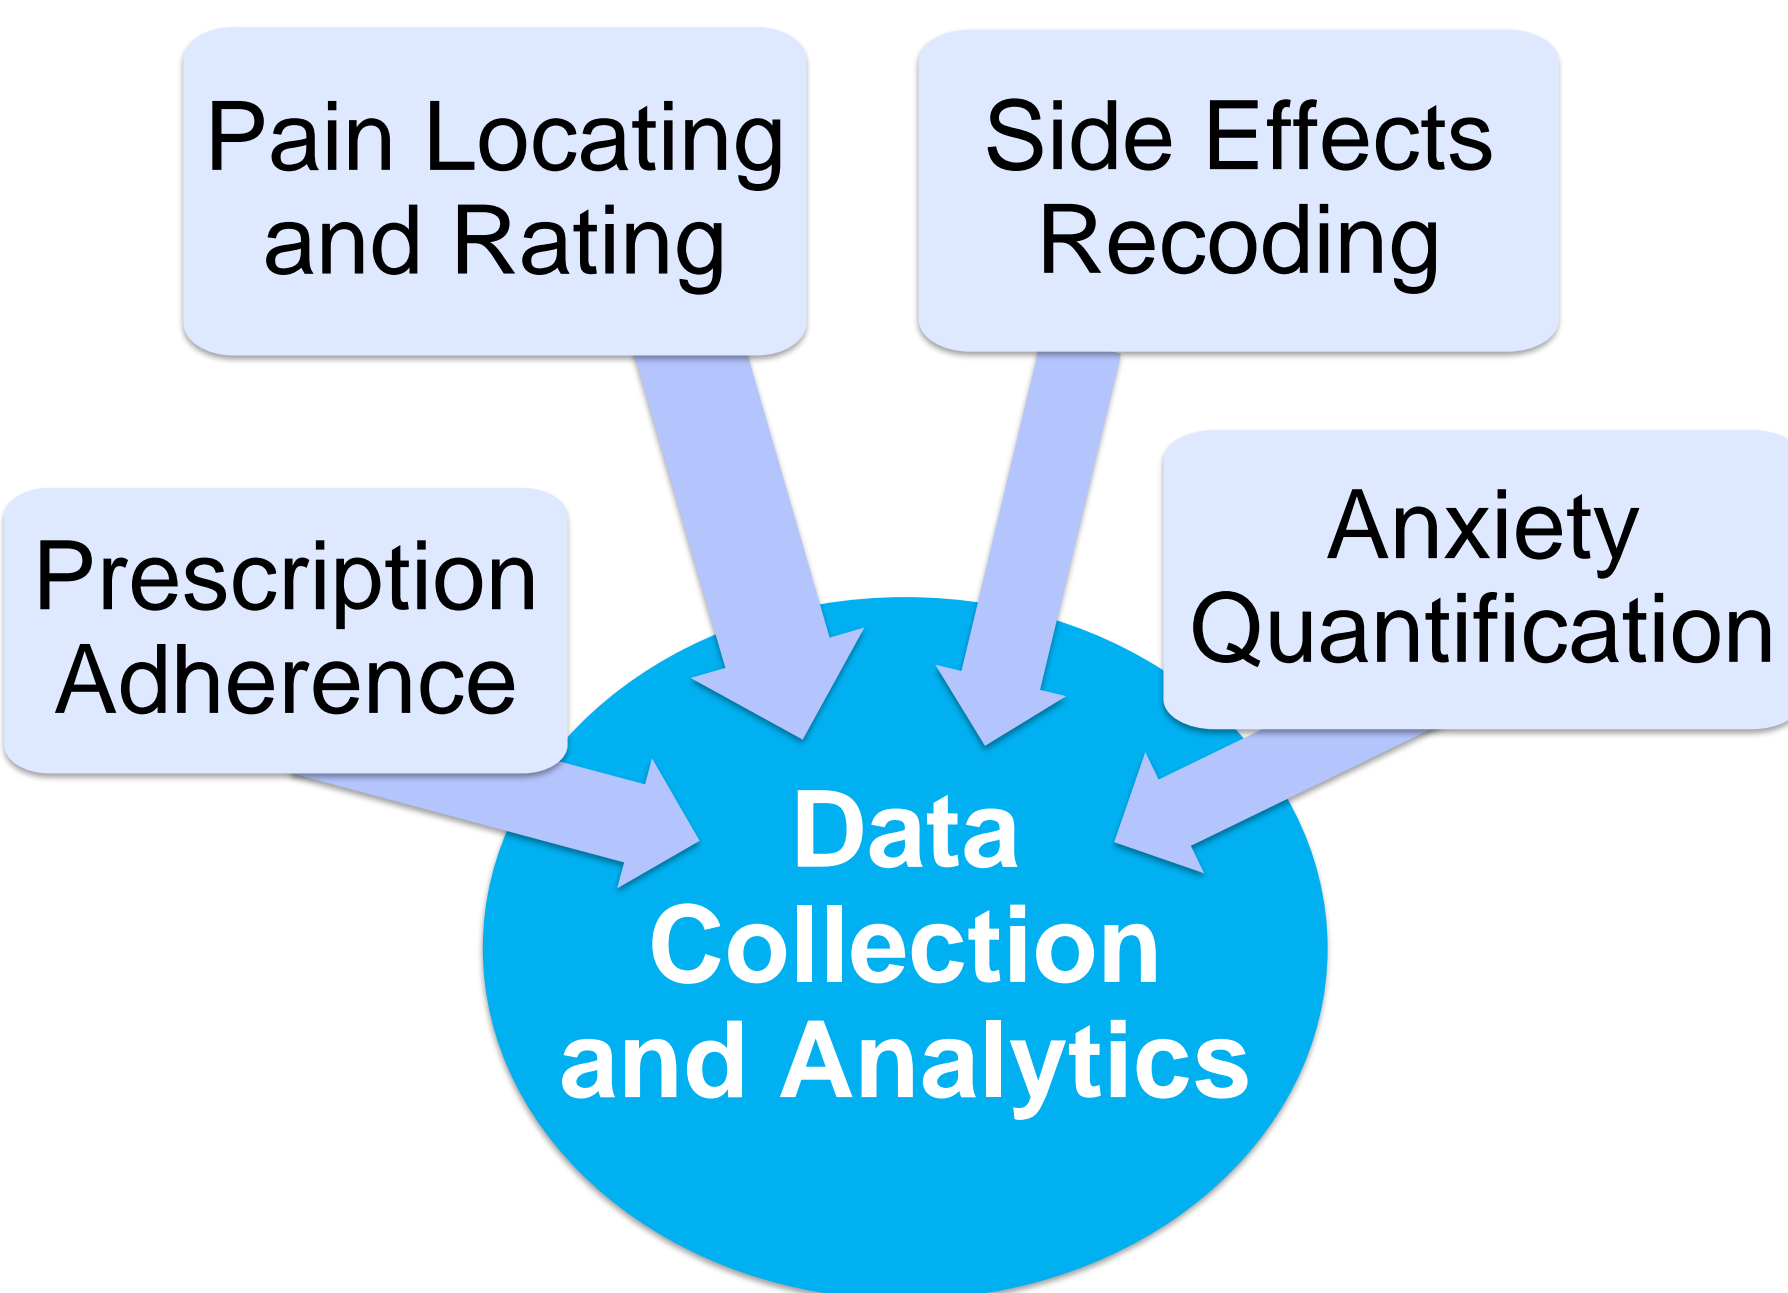 Pain Locating
and Rating
Side Effects
Recoding
Prescription
Adherence
Anxiety
Quantification
Data
Collection
and Analytics